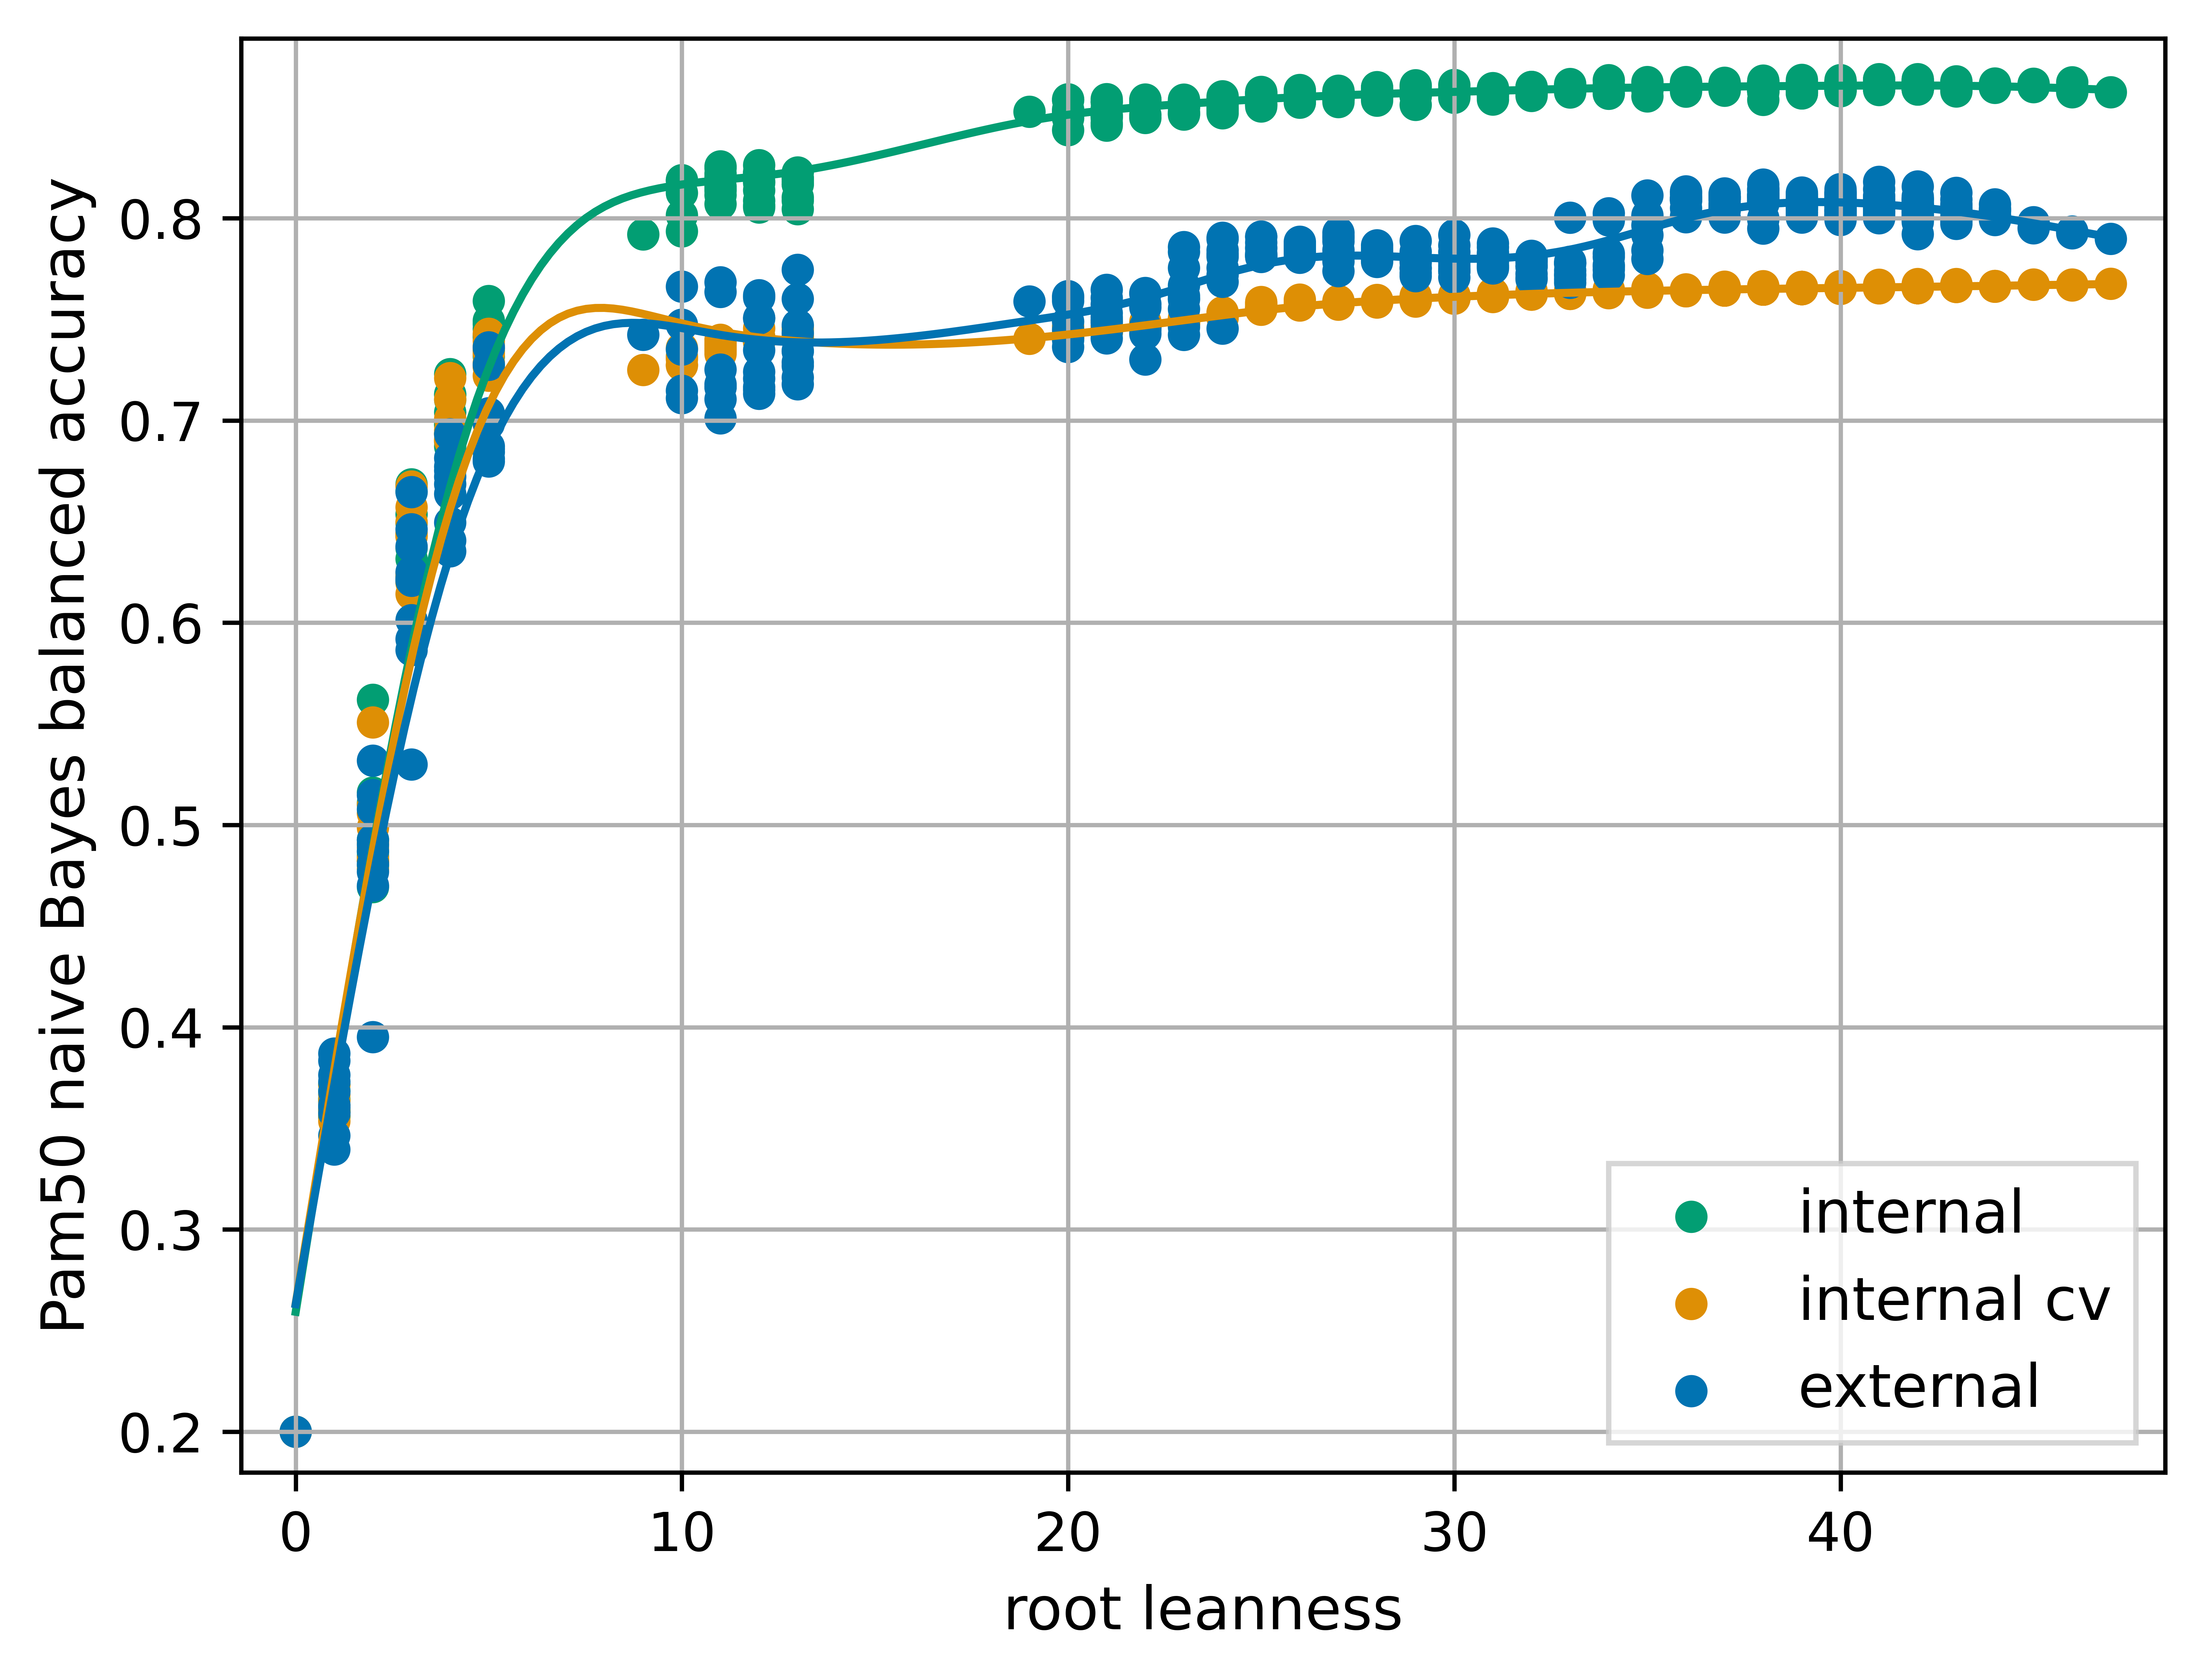 Pam50 naive Bayes balanced accuracy
0.8
0.7
0.6
0.5
0.4
0.3
0.2
internal
internal cv
external
0 10 20 30 40
root leanness